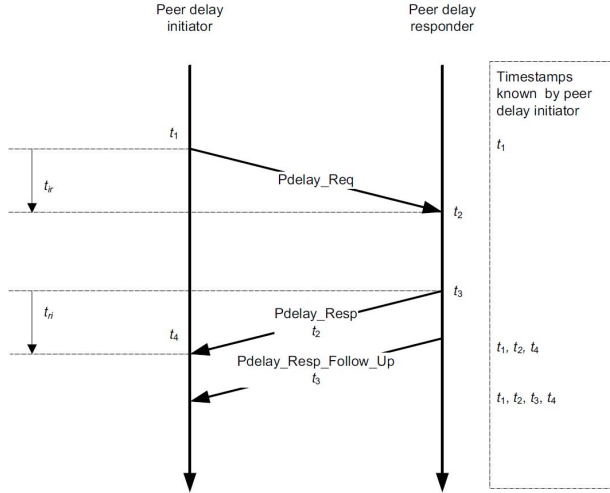 Peer delay
initiator
Peer delay
responder
Timestamps
known by peer
delay initiator
t1
t1
Pdelay_Req
tir
t2
t3
Pdelay_Resp
tri
t2
t4
t1, t2, t4
Pdelay_Resp_Follow_Up
t3
t1, t2, t3, t4